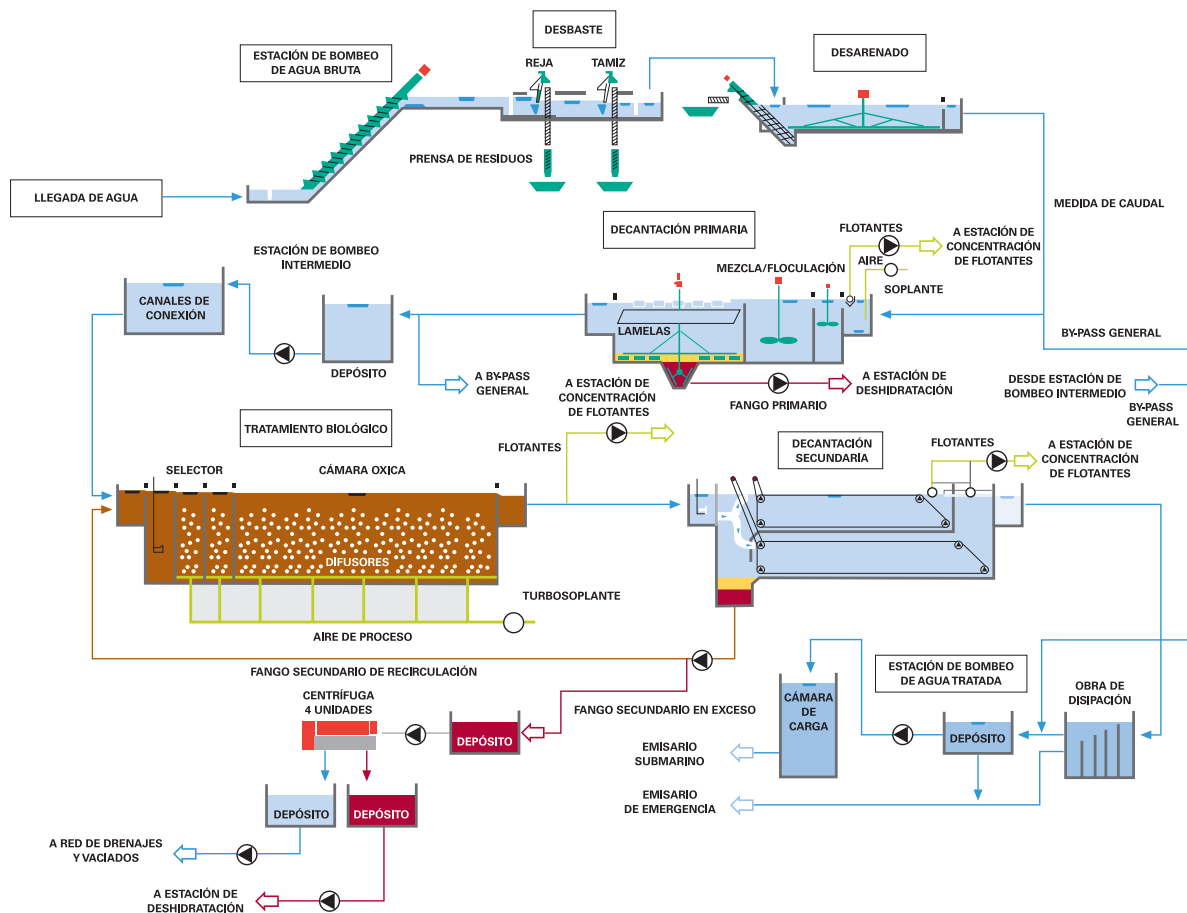 DESBASTE
ESTACIÓN DE BOMBEO
DE AGUA BRUTA
REJA
TAMIZ
DESARENADO
PRENSA DE RESIDUOS
LLEGADA DE AGUA
MEDIDA DE CAUDAL
DECANTACIÓN PRIMARIA
FLOTANTES
A ESTACIÓN DE
CONCENTRACIÓN
DE FLOTANTES
ESTACIÓN DE BOMBEO
INTERMEDIO
MEZCLA/FLOCULACIÓN
AIRE
SOPLANTE
CANALES DE
CONEXIÓN
LAMELAS
BY-PASS GENERAL
DEPÓSITO
A BY-PASS
GENERAL
A ESTACIÓN DE
CONCENTRACIÓN
DE FLOTANTES
FANGO PRIMARIO
A ESTACIÓN DE
DESHIDRATACIÓN
DESDE ESTACIÓN DE
BOMBEO INTERMEDIO
BY-PASS
GENERAL
TRATAMIENTO BIOLÓGICO
FLOTANTES
DECANTACIÓN
SECUNDARIA
FLOTANTES
A ESTACIÓN DE
CONCENTRACIÓN
DE FLOTANTES
SELECTOR
CÁMARA OXICA
DIFUSORES
TURBOSOPLANTE
AIRE DE PROCESO
FANGO SECUNDARIO DE RECIRCULACIÓN
ESTACIÓN DE BOMBEO
DE AGUA TRATADA
CENTRÍFUGA
4 UNIDADES
FANGO SECUNDARIO EN EXCESO
CÁMARA
DE
CARGA
OBRA DE
DISIPACIÓN
DEPÓSITO
DEPÓSITO
EMISARIO
SUBMARINO
EMISARIO
DE EMERGENCIA
DEPÓSITO
DEPÓSITO
A RED DE DRENAJES
Y VACIADOS
A ESTACIÓN DE
DESHIDRATACIÓN